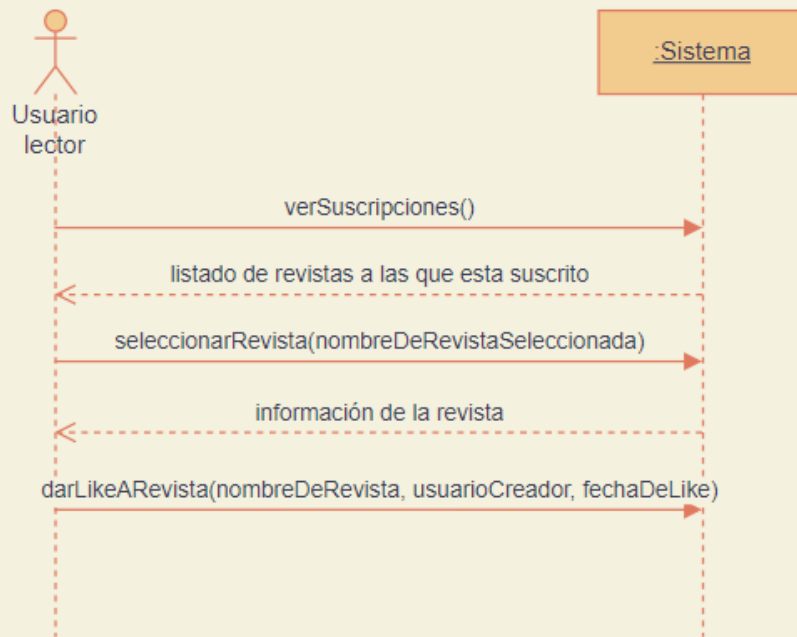 :Sistema
Usuario
lector
verSuscripciones()
listado de revistas a las que esta suscrito
seleccionarRevista(nombreDeRevistaSeleccionada)
información de la revista
darLikeARevista(nombreDeRevista, usuarioCreador, fechaDeLike)